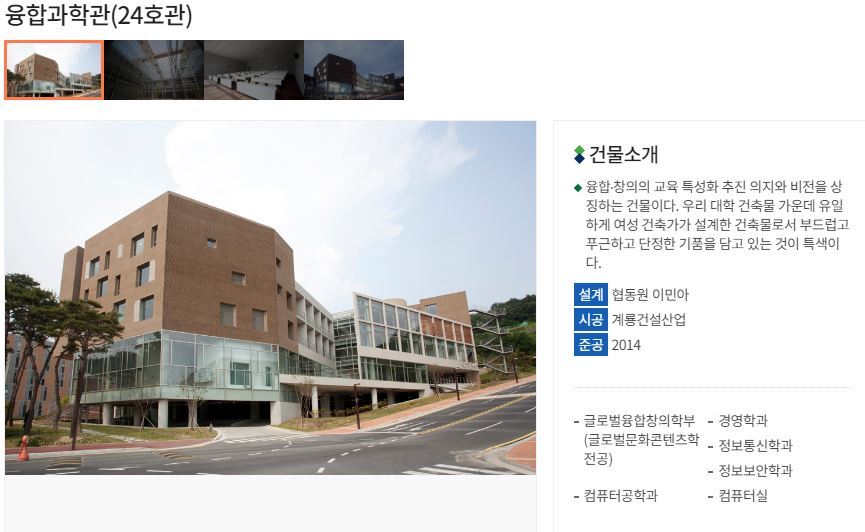 융합과학관(24호관)
건물소개
융합·창의의 교육 특성화 추진 의지와 비전을 상
징하는 건물이다. 우리 대학 건축물 가운데 유일
하게 여성 건축가가 설계한 건축물로서 부드럽고
푸근하고 단정한 기품을 담고 있는 것이 특색이
다.
설계 협동원 이민아
시공 계룡건설산업
준공 2014
- 글로벌융합창의학부
(글로벌문화콘텐츠학
전공)
- 경영학과
- 정보통신학과
- 정보보안학과
- 컴퓨터공학과
- 컴퓨터실